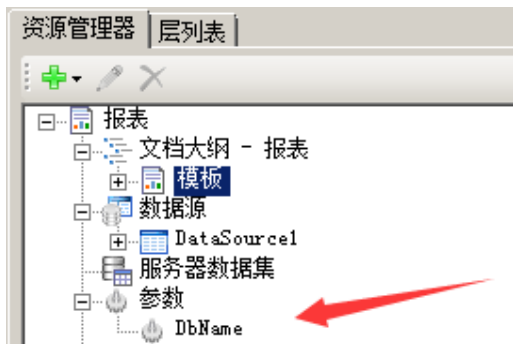 资源管理器 层列表
报表
文档大纲 - 报表
模板
数据源
DataSource1
服务器数据集
参数
DbName